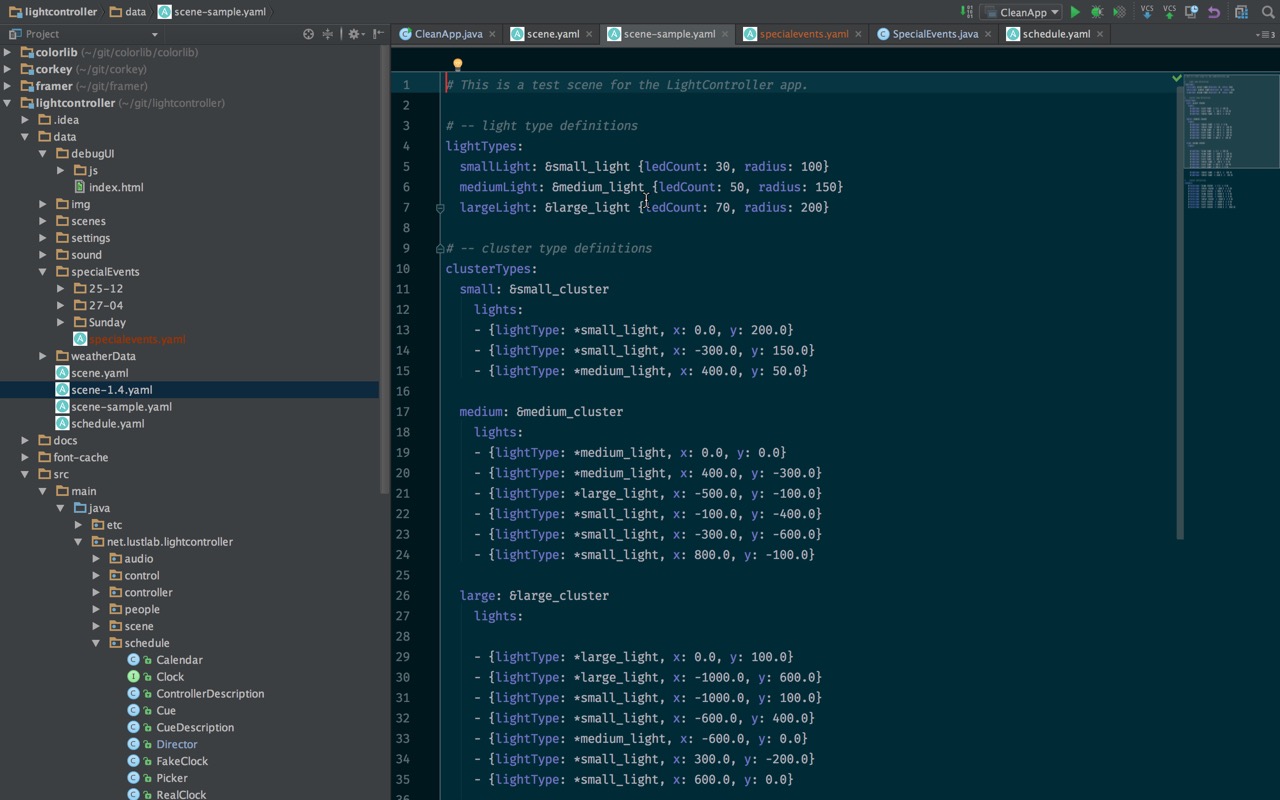 lightcontroller data scene-sample.yaml
CleanApp
VCS VCS
Project
CleanApp.java scene.yaml scene-sample.yaml specialevents.yaml SpecialEvents.java schedule.yaml
3
colorlib (~/git/colorlib/colorlib)
corkey (~/git/corkey)
framer (~/git/framer)
lightcontroller (~/git/lightcontroller)
.idea
data
debugUI
js
index.html
img
scenes
settings
sound
specialEvents
25-12
27-04
Sunday
specialevents.yaml
weatherData
scene.yaml
scene-1.4.yaml
scene-sample.yaml
schedule.yaml
docs
font-cache
src
main
java
etc
net.lustlab.lightcontroller
audio
control
controller
people
scene
schedule
Calendar
Clock
ControllerDescription
Cue
CueDescription
Director
FakeClock
Picker
RealClock
1 # This is a test scene for the LightController app.
2
3 # -- light type definitions
4 lightTypes:
5 smallLight: &small_light {ledCount: 30, radius: 100}
6 mediumLight: &medium_light {ledCount: 50, radius: 150}
7 largeLight: &large_light {ledCount: 70, radius: 200}
8
9 # -- cluster type definitions
10 clusterTypes:
11 small: &small_cluster
12 lights:
13 - {lightType: *small_light, x: 0.0, y: 200.0}
14 - {lightType: *small_light, x: -300.0, y: 150.0}
15 - {lightType: *medium_light, x: 400.0, y: 50.0}
16
17 medium: &medium_cluster
18 lights:
19 - {lightType: *medium_light, x: 0.0, y: 0.0}
20 - {lightType: *medium_light, x: 400.0, y: -300.0}
21 - {lightType: *large_light, x: -500.0, y: -100.0}
22 - {lightType: *small_light, x: -100.0, y: -400.0}
23 - {lightType: *small_light, x: -300.0, y: -600.0}
24 - {lightType: *small_light, x: 800.0, y: -100.0}
25
26 large: &large_cluster
27 lights:
28
29 - {lightType: *large_light, x: 0.0, y: 100.0}
30 - {lightType: *large_light, x: -1000.0, y: 600.0}
31 - {lightType: *small_light, x: -1000.0, y: 100.0}
32 - {lightType: *small_light, x: -600.0, y: 400.0}
33 - {lightType: *medium_light, x: -600.0, y: 0.0}
34 - {lightType: *small_light, x: 300.0, y: -200.0}
35 - {lightType: *small_light, x: 600.0, y: 0.0}